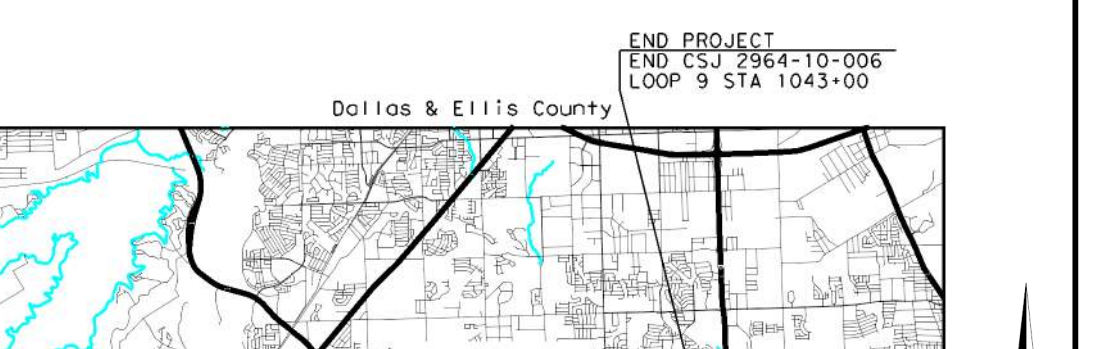 END PROJECT
END CSJ 2964-10-006
LOOP 9 STA 1043+00
Dallas & Ellis County